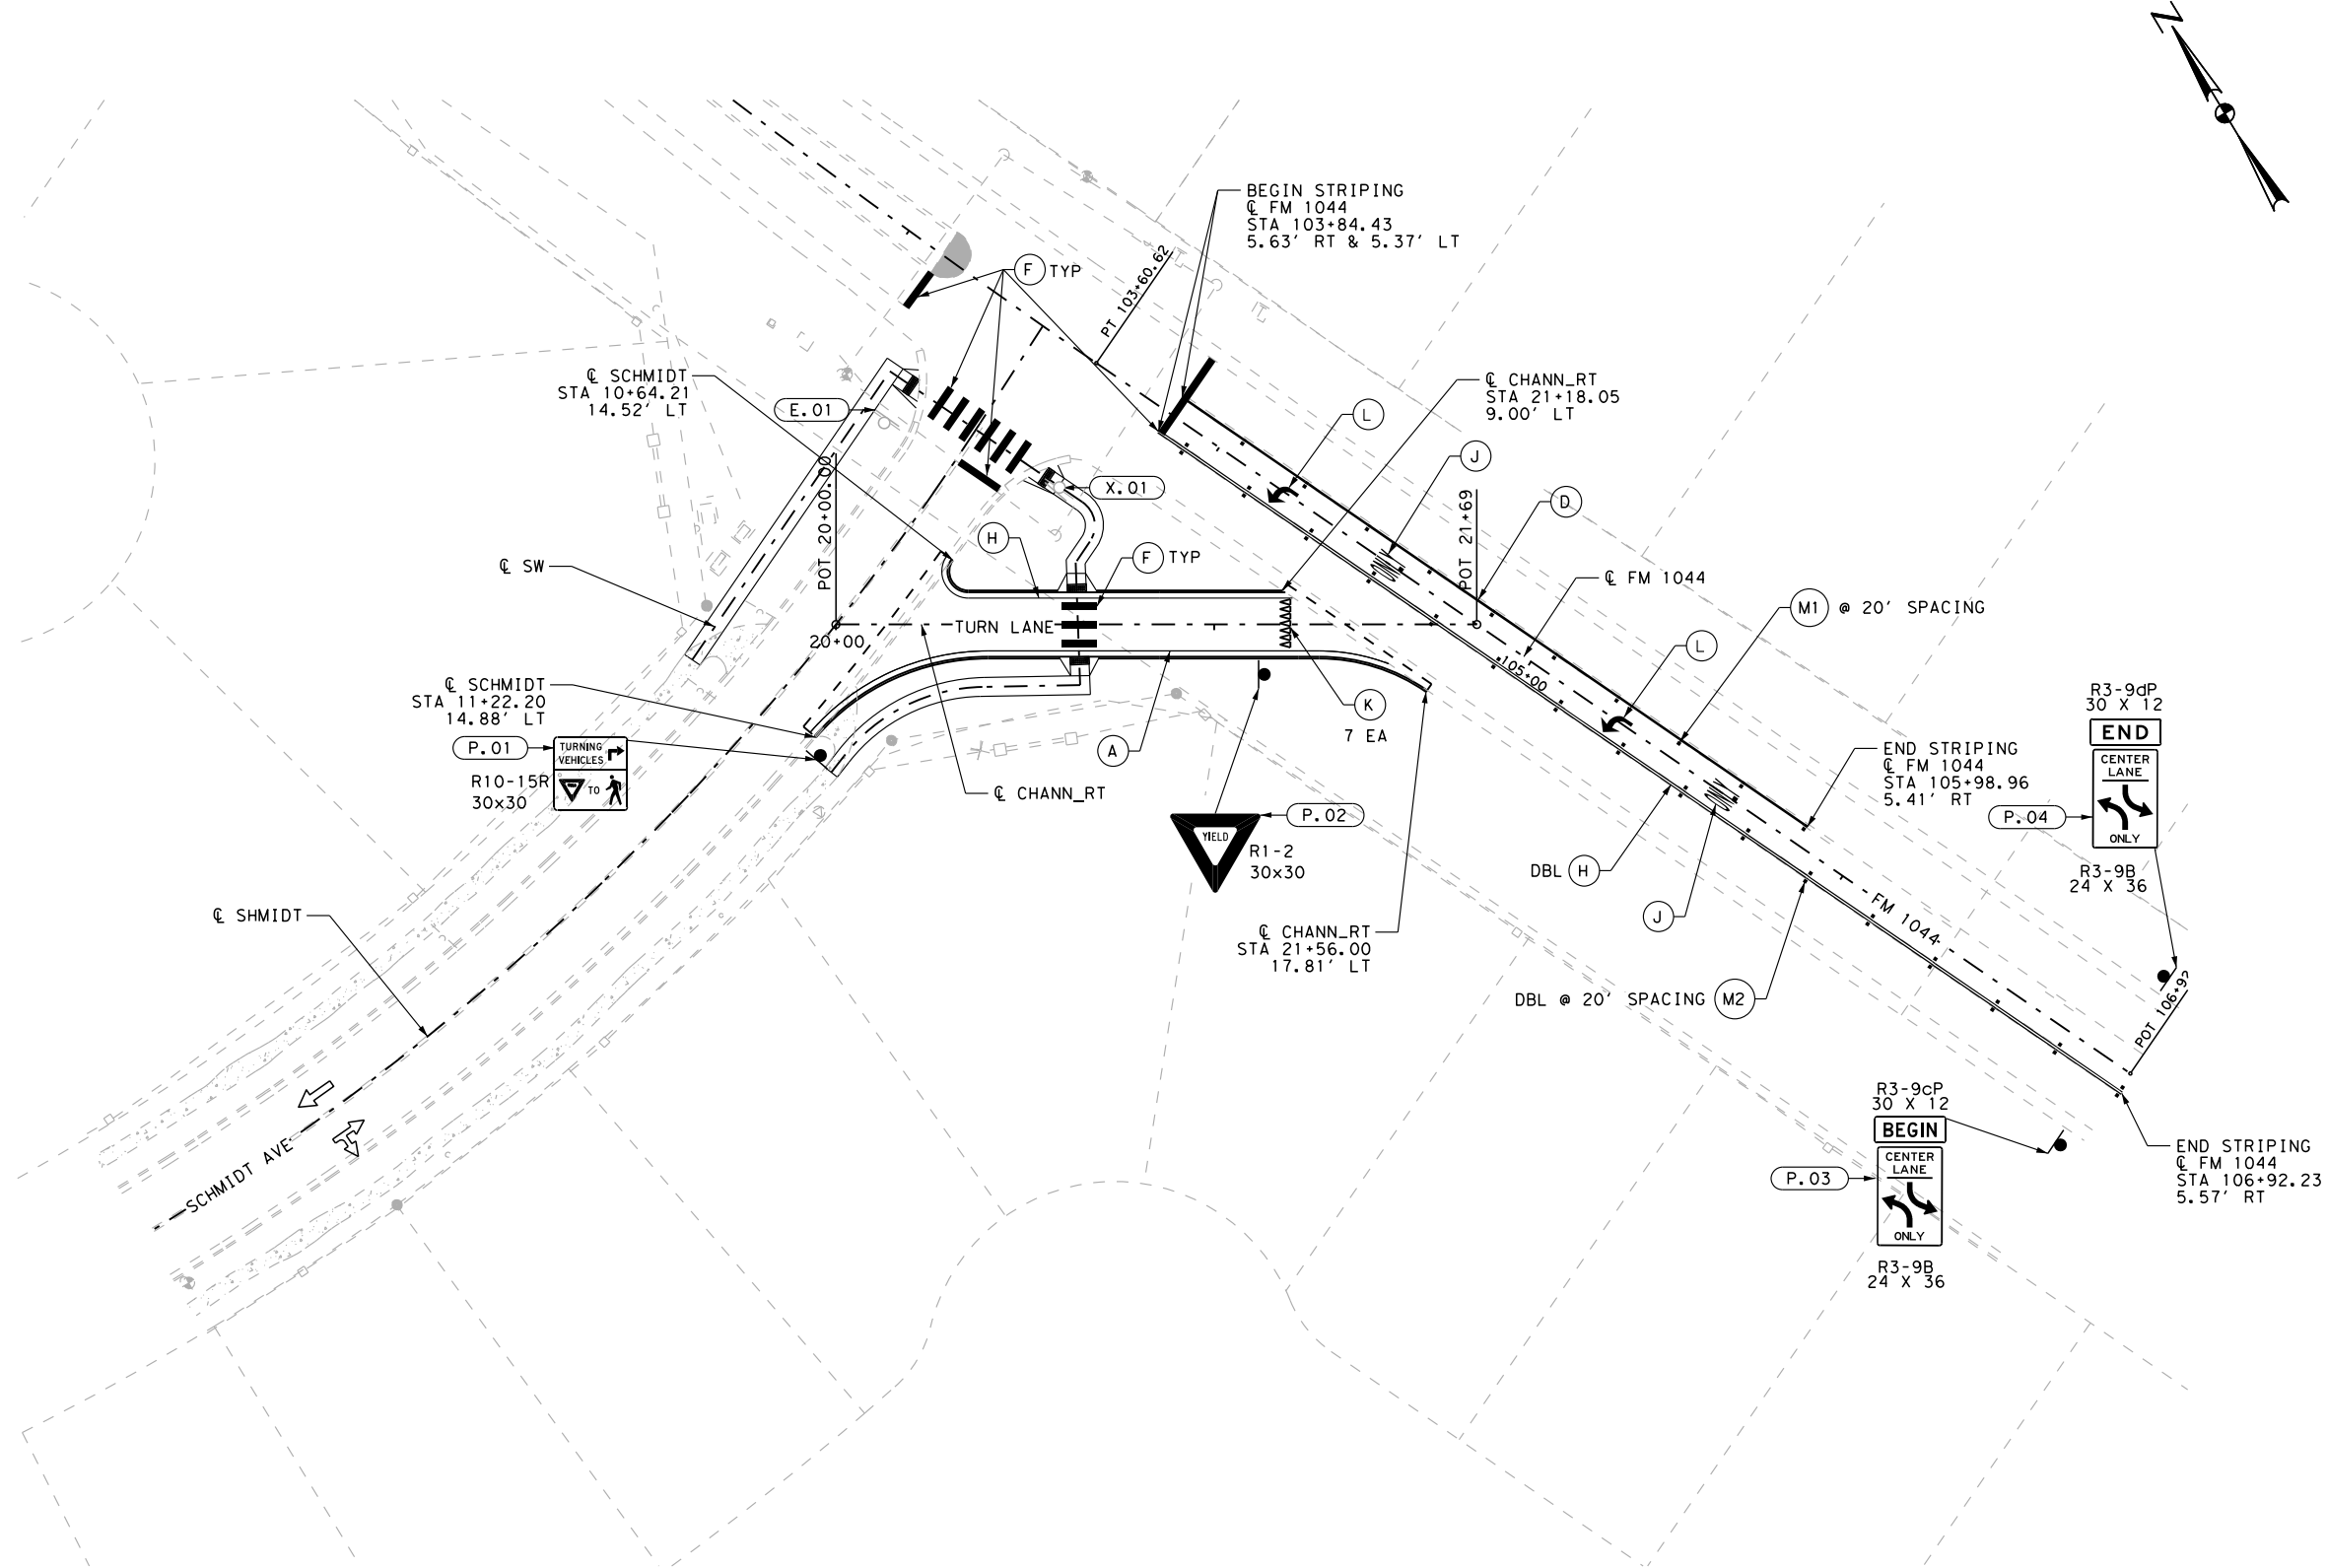 N
BEGIN STRIPING
℄ FM 1044
STA 103+84.43
5.63' RT & 5.37' LT
F TYP
PT 103+60.62
℄ SCHMIDT
STA 10+64.21
14.52' LT
E.01
℄ CHANN_RT
STA 21+18.05
9.00' LT
L
J
X.01
POT 20+00.00
POT 21+69
D
H
F TYP
℄ SW
℄ FM 1044
M1 @ 20' SPACING
TURN LANE
20+00
L
105+00
℄ SCHMIDT
STA 11+22.20
14.88' LT
P.01
TURNING
VEHICLES
TO
R10-15R
30x30
A
K
7 EA
℄ CHANN_RT
P.02
YIELD
R1-2
30x30
END STRIPING
℄ FM 1044
STA 105+98.96
5.41' RT
R3-9dP
30 X 12
END
CENTER
LANE
ONLY
P.04
R3-9B
24 X 36
DBL H
J
℄ SHMIDT
℄ CHANN_RT
STA 21+56.00
17.81' LT
FM 1044
DBL @ 20' SPACING M2
POT 106+92
R3-9cP
30 X 12
BEGIN
CENTER
LANE
ONLY
P.03
R3-9B
24 X 36
END STRIPING
℄ FM 1044
STA 106+92.23
5.57' RT
SCHMIDT AVE